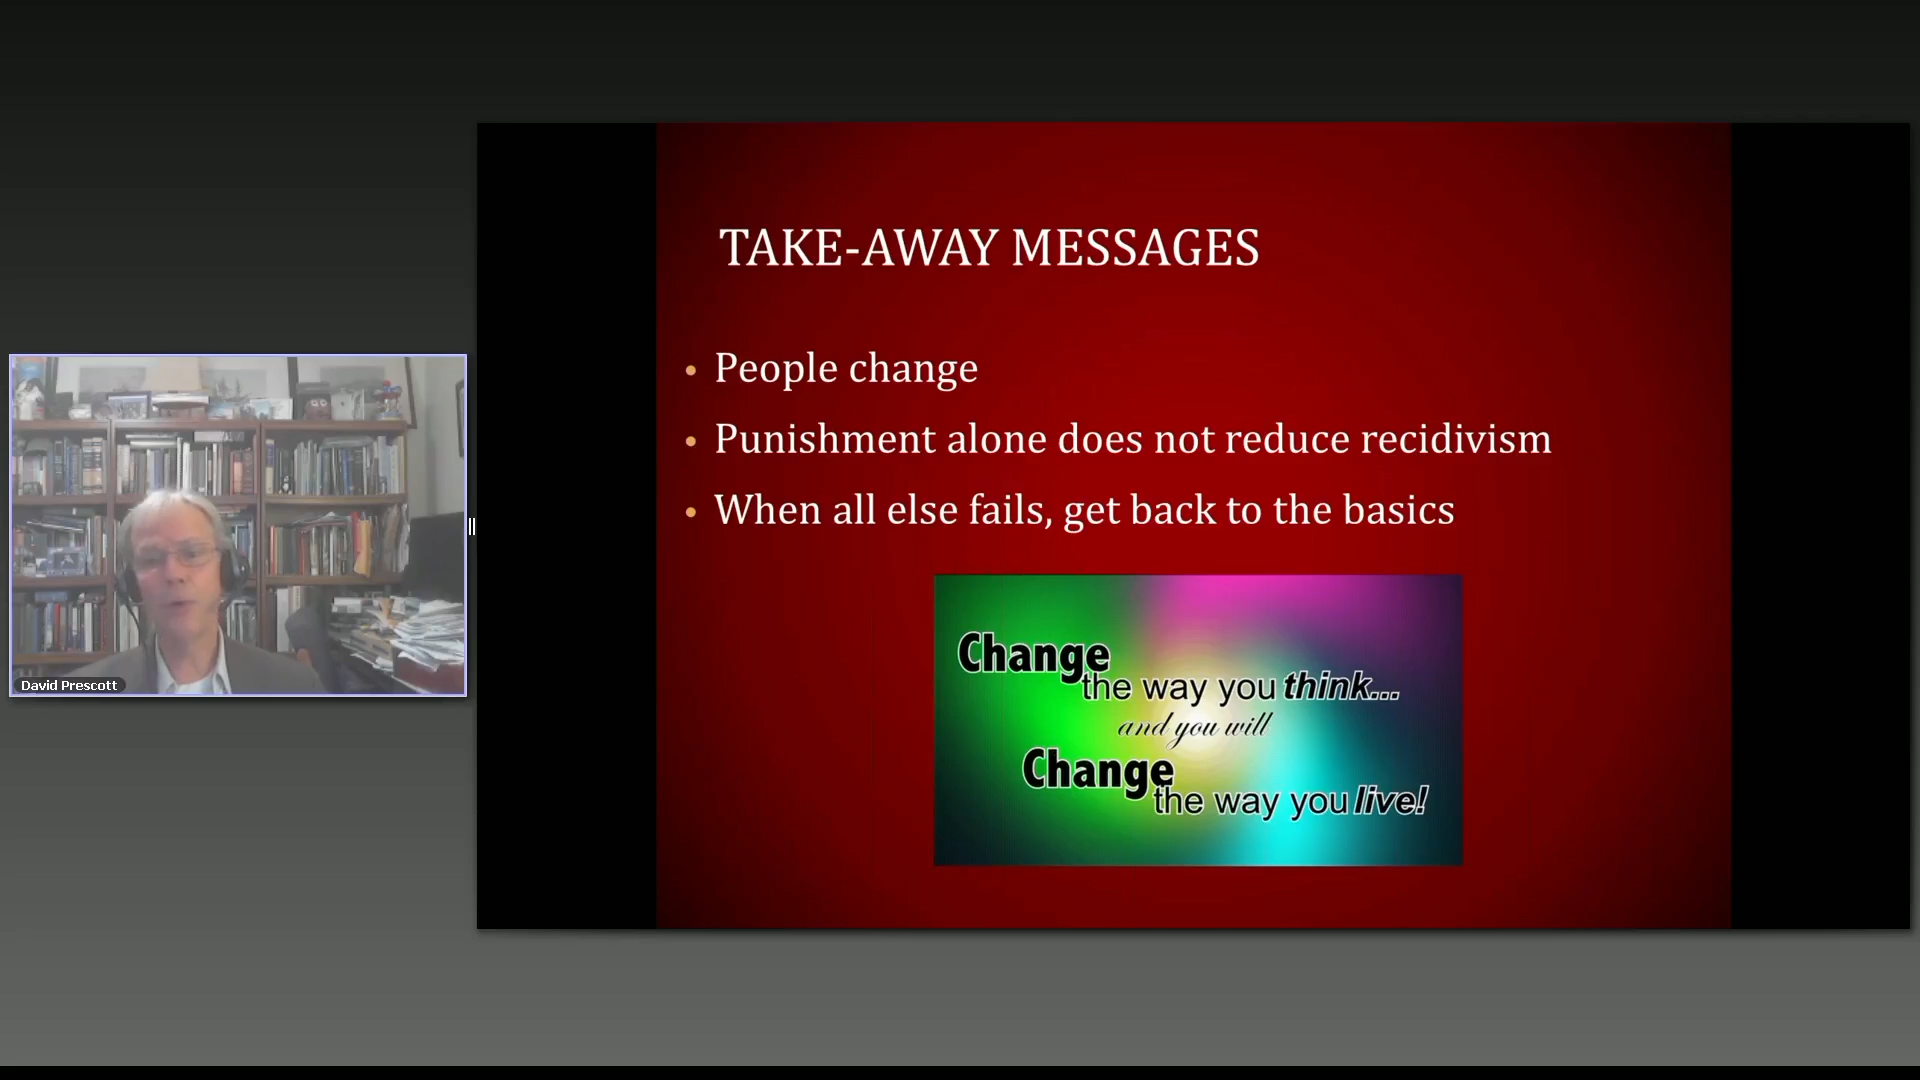 TAKE-AWAY MESSAGES
• People change
• Punishment alone does not reduce recidivism
• When all else fails, get back to the basics
Change
the way you think...
and you will
Change
the way you live!
David Prescott